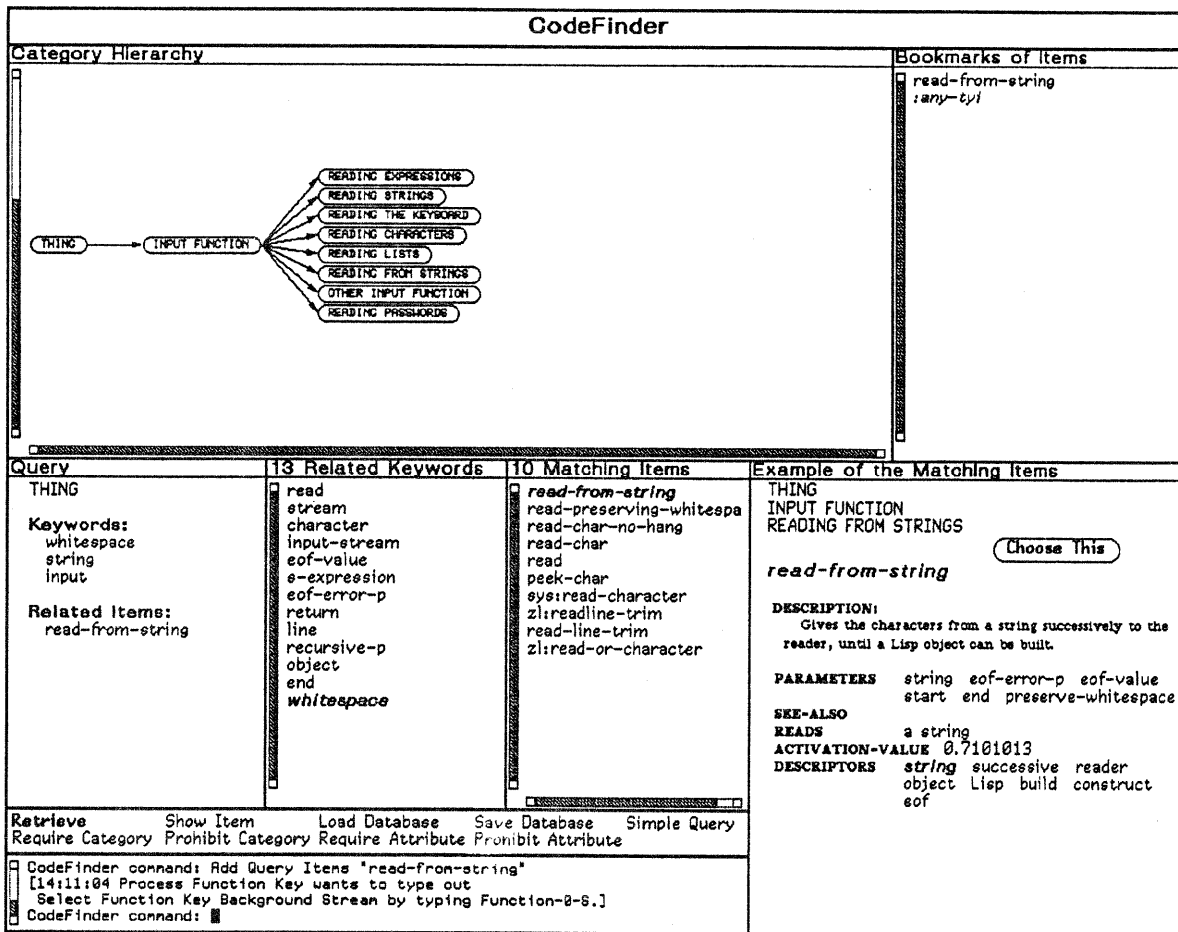 CodeFinder
Category Hierarchy
Bookmarks of Items
read-from-string
:any-tyi
READING EXPRESSIONS
READING STRINGS
READING THE KEYBOARD
READING CHARACTERS
THING
INPUT FUNCTION
READING LISTS
READING FROM STRINGS
OTHER INPUT FUNCTION
READING PASSWORDS
Query
THING
Keywords:
whitespace
string
input
Related Items:
read-from-string
13 Related Keywords
read
stream
character
input-stream
eof-value
s-expression
eof-error-p
return
line
recursive-p
object
end
whitespace
10 Matching Items
read-from-string
read-preserving-whitespa
read-char-no-hang
read-char
read
peek-char
sys:read-character
zl:readline-trim
read-line-trim
zl:read-or-character
Example of the Matching Items
THING
INPUT FUNCTION
READING FROM STRINGS
Choose This
read-from-string
DESCRIPTION:
Gives the characters from a string successively to the
reader, until a Lisp object can be built.
PARAMETERS string eof-error-p eof-value
start end preserve-whitespace
SEE-ALSO
READS a string
ACTIVATION-VALUE 0.7101013
DESCRIPTORS string successive reader
object Lisp build construct
eof
Retrieve Show Item Load Database Save Database Simple Query
Require Category Prohibit Category Require Attribute Prohibit Attribute
CodeFinder command: Add Query Items "read-from-string"
[14:11:04 Process Function Key wants to type out
Select Function Key Background Stream by typing Function-0-S.]
CodeFinder command: